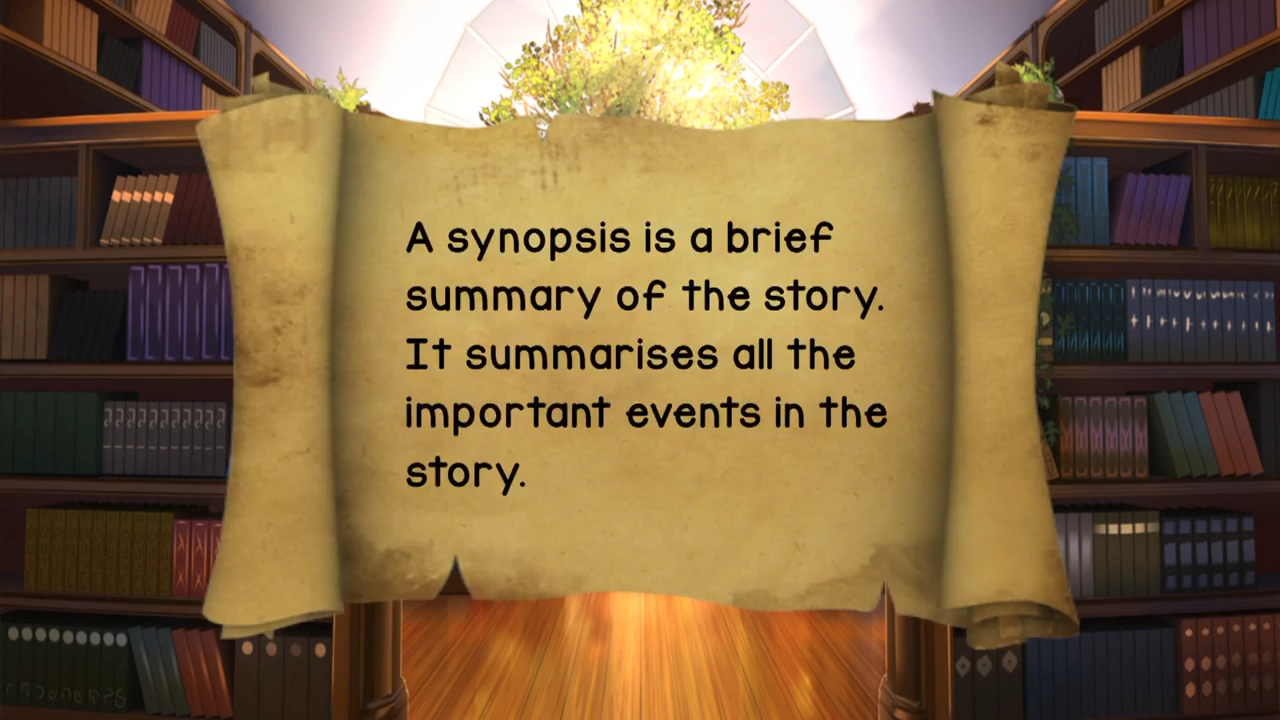 A synopsis is a brief
summary of the story.
It summarises all the
important events in the
story.